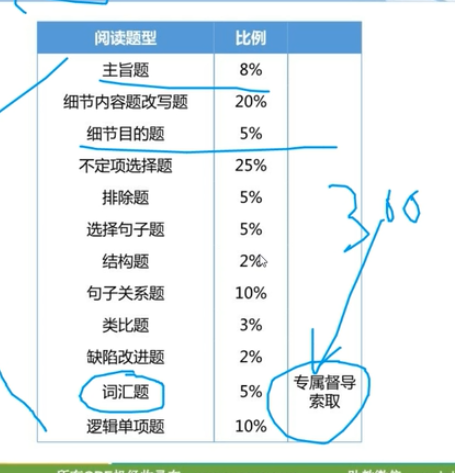 阅读题型 比例
主旨题 8%
细节内容题改写题 20%
细节目的题 5%
不定项选择题 25%
排除题 5%
选择句子题 5%
结构题 2%
句子关系题 10%
类比题 3%
缺陷改进题 2%
词汇题 5%
专属督导
索取
逻辑单项题 10%
360